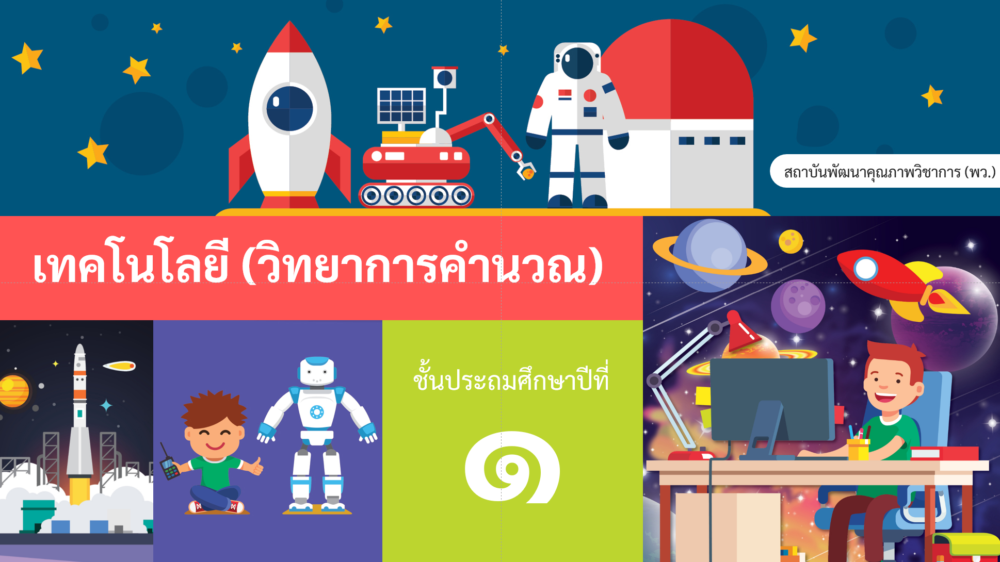 สถาบันพัฒนาคุณภาพวิชาการ (พว.)
เทคโนโลยี (วิทยาการคำนวณ)
ชั้นประถมศึกษาปีที่
๑